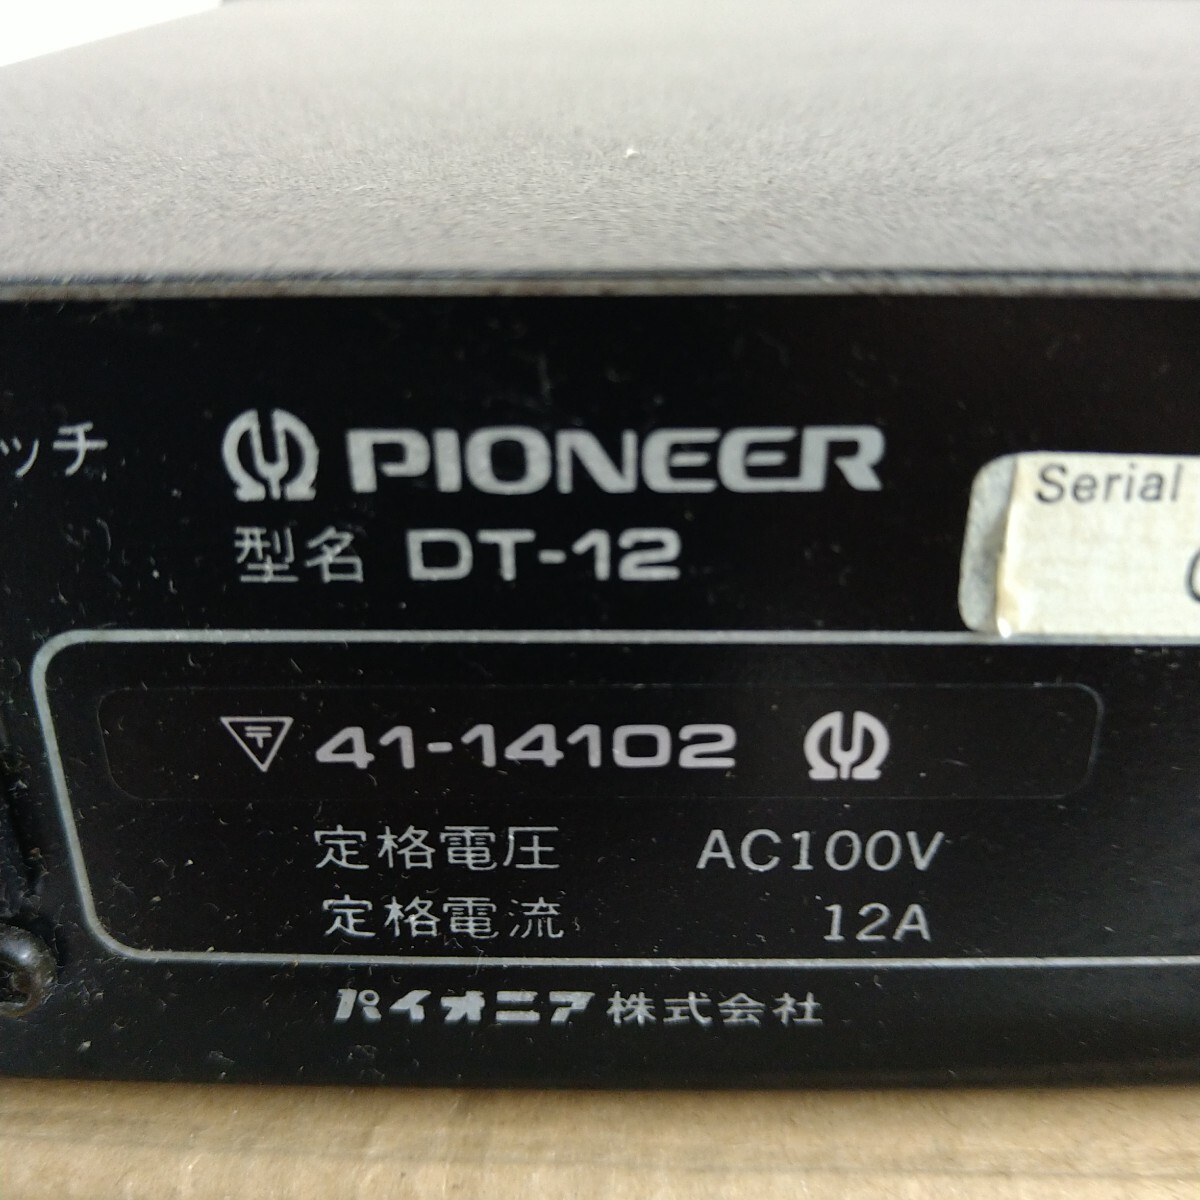 ッチ
PIONEER
型名 DT-12
Serial
〒 41-14102
定格電圧 AC100V
定格電流 12A
パイオニア株式会社